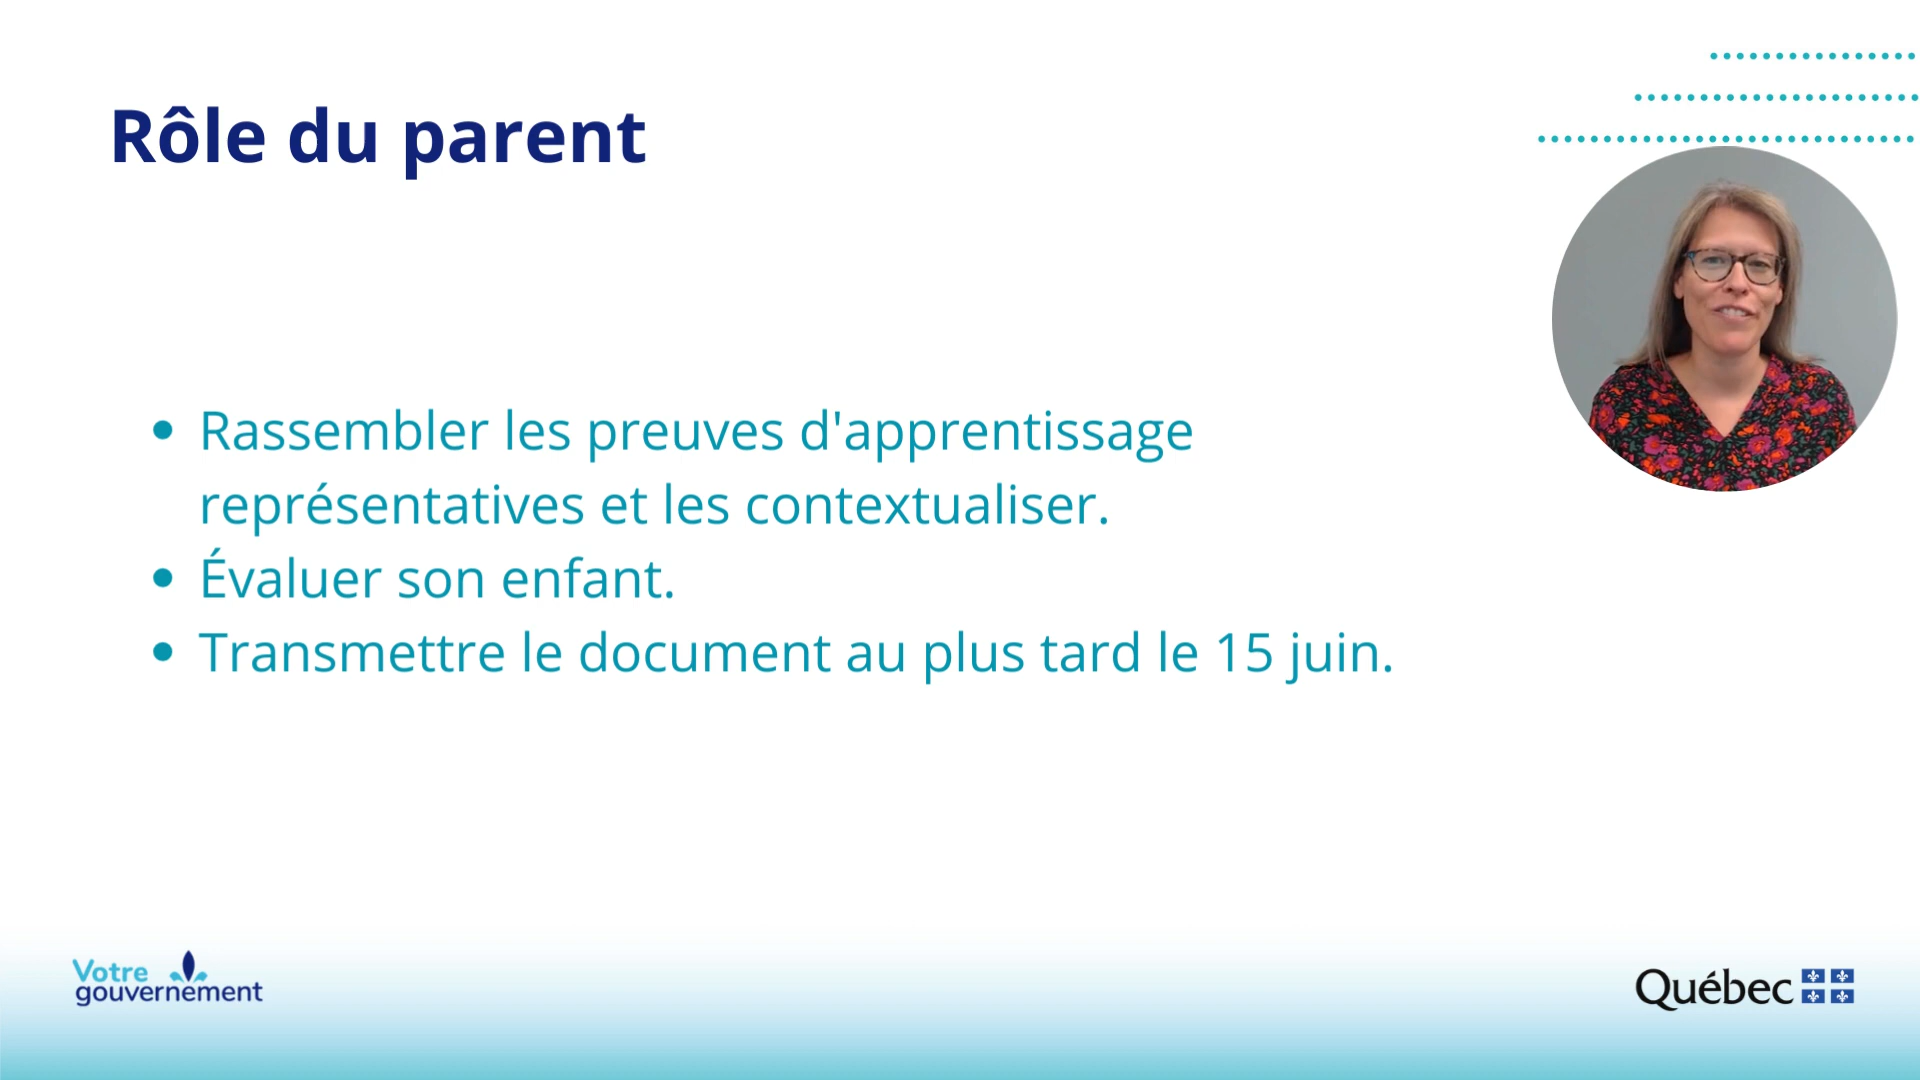 Rôle du parent
• Rassembler les preuves d'apprentissage
représentatives et les contextualiser.
• Évaluer son enfant.
• Transmettre le document au plus tard le 15 juin.
Votre
gouvernement
Québec